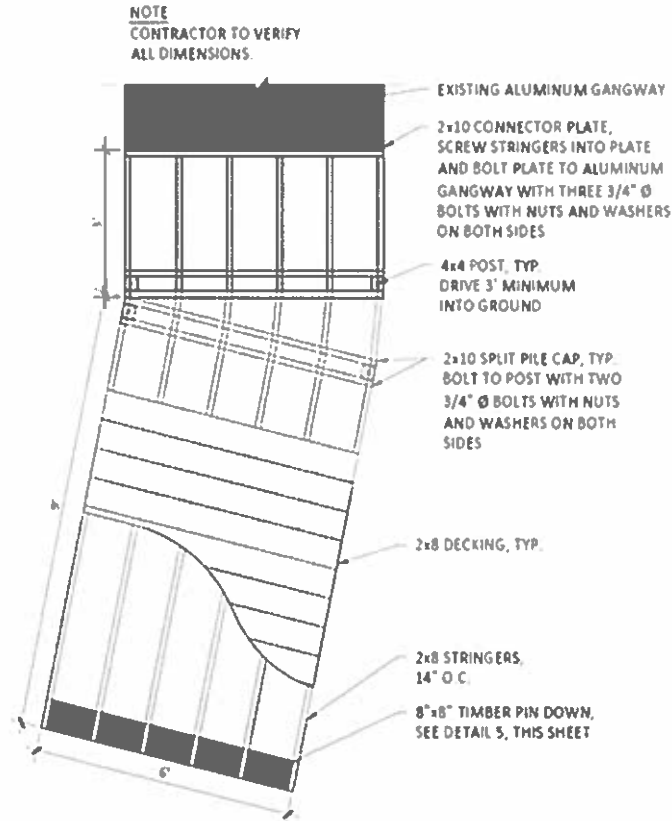 NOTE
CONTRACTOR TO VERIFY
ALL DIMENSIONS.
EXISTING ALUMINUM GANGWAY
2x10 CONNECTOR PLATE,
SCREW STRINGERS INTO PLATE
AND BOLT PLATE TO ALUMINUM
GANGWAY WITH THREE 3/4" Ø
BOLTS WITH NUTS AND WASHERS
ON BOTH SIDES
4x4 POST, TYP.
DRIVE 3' MINIMUM
INTO GROUND
2x10 SPLIT PILE CAP, TYP.
BOLT TO POST WITH TWO
3/4" Ø BOLTS WITH NUTS
AND WASHERS ON BOTH
SIDES
2x8 DECKING, TYP.
2x8 STRINGERS,
14" O.C.
8"x8" TIMBER PIN DOWN,
SEE DETAIL 5, THIS SHEET
6'